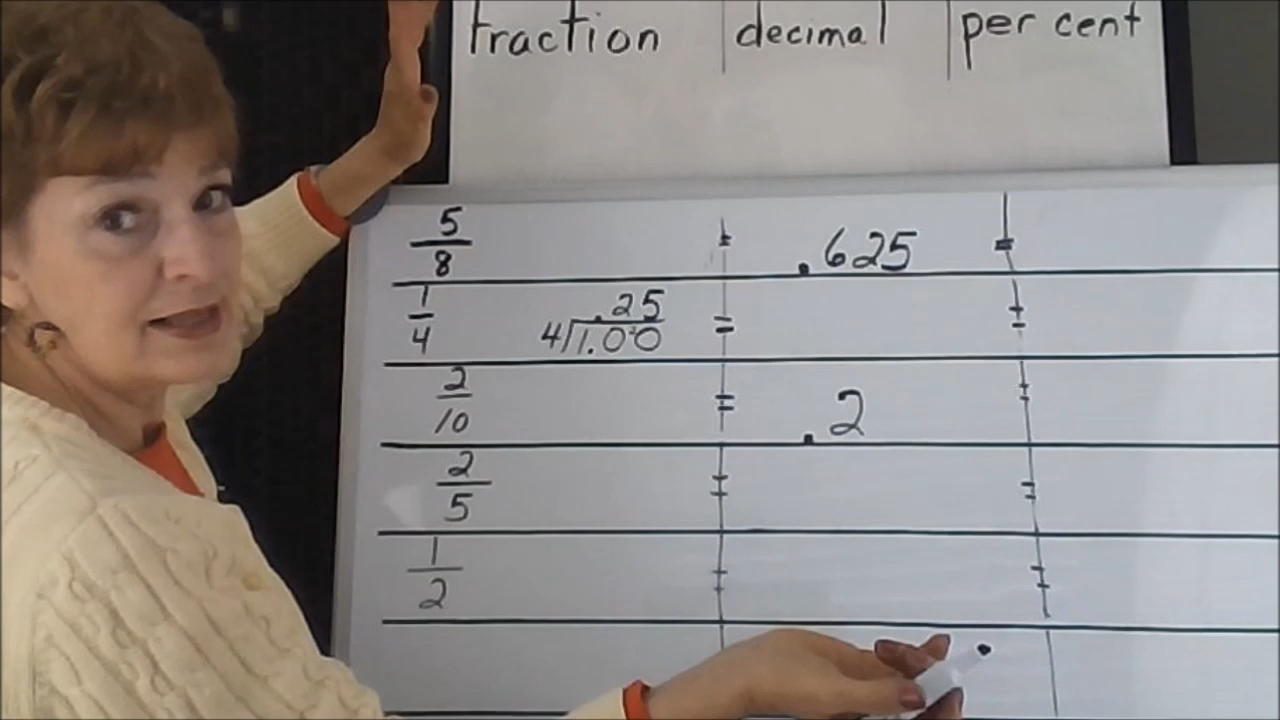 fraction decimal per cent
5/8 = .625 =
1/4 .25
4)1.00 = =
2/10 = .2 =
2/5 = =
1/2 = =